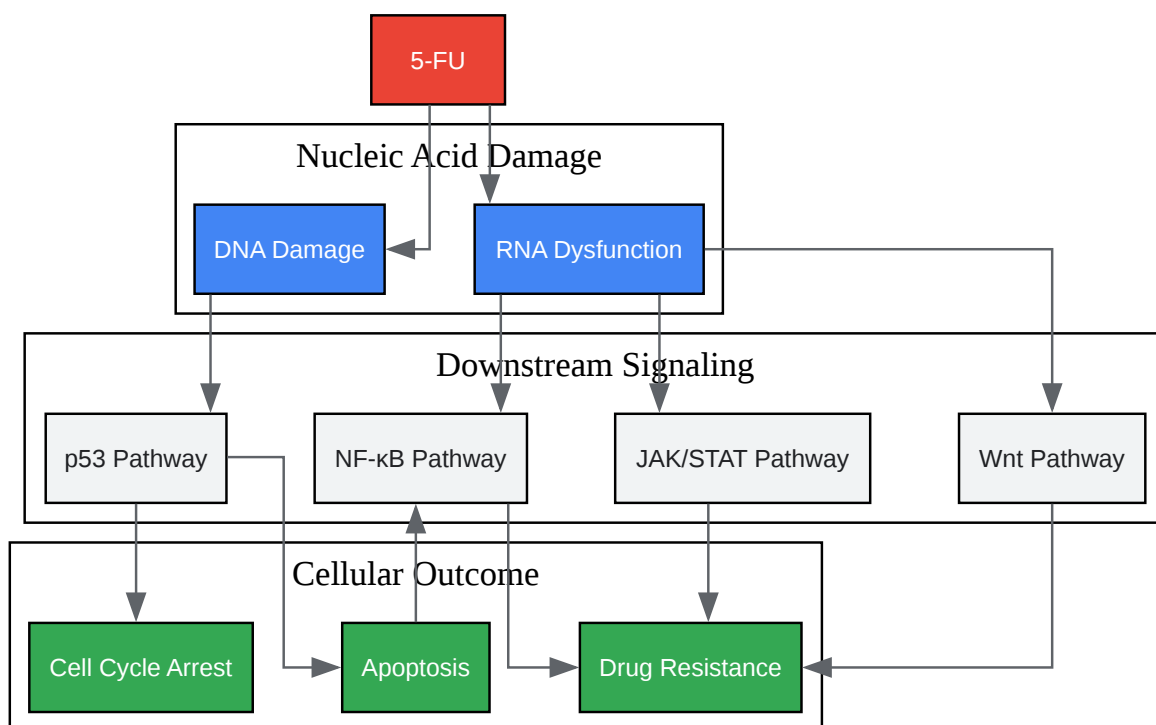 5-FU
Nucleic Acid Damage
DNA Damage
RNA Dysfunction
Downstream Signaling
p53 Pathway
NF-κB Pathway
JAK/STAT Pathway
Wnt Pathway
Cellular Outcome
Cell Cycle Arrest
Apoptosis
Drug Resistance